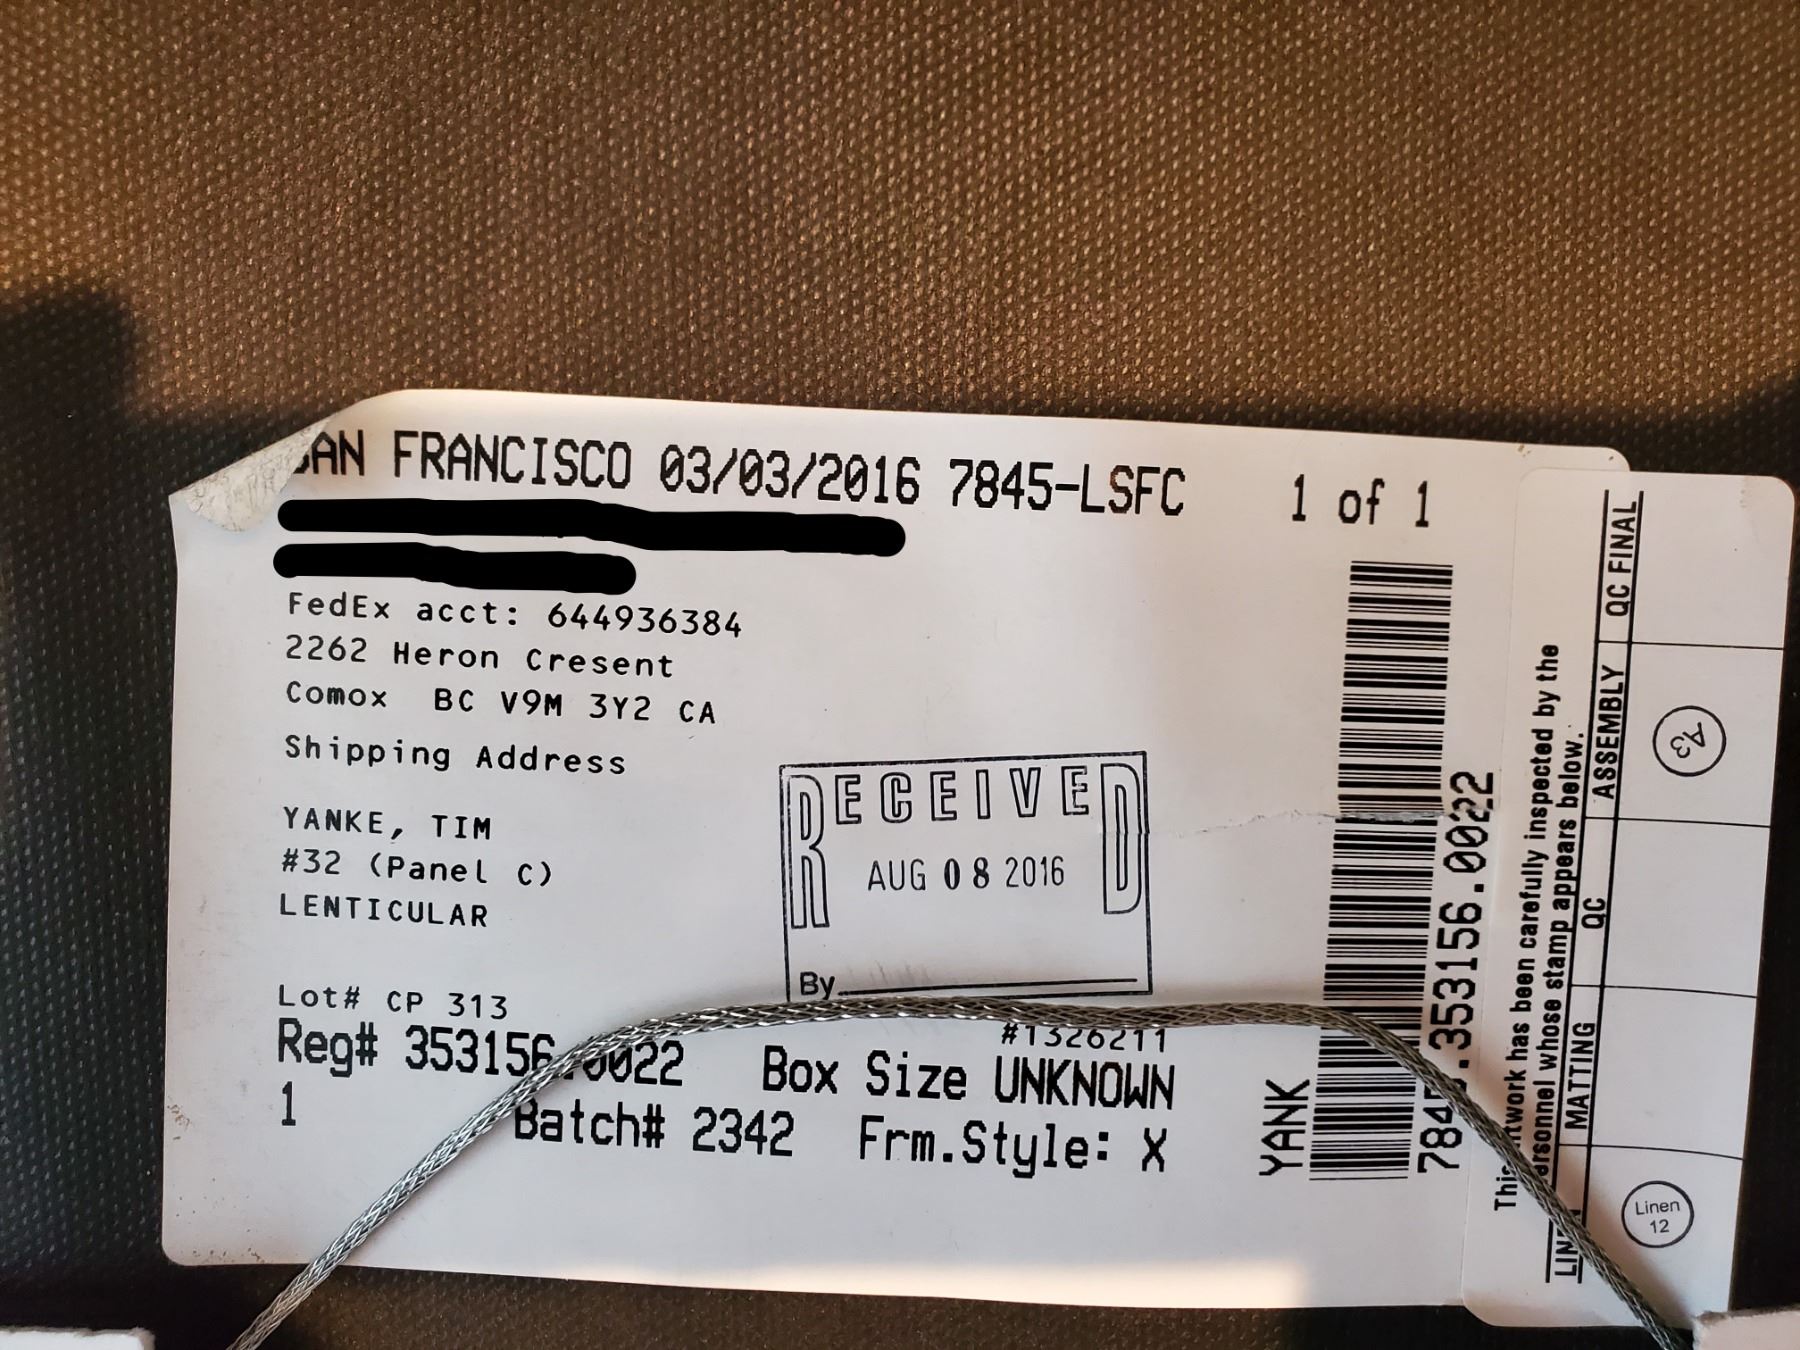 SAN FRANCISCO 03/03/2016 7845-LSFC 1 of 1
FedEx acct: 644936384
2262 Heron Cresent
Comox BC V9M 3Y2 CA
Shipping Address
YANKE, TIM
#32 (Panel C)
LENTICULAR
RECEIVED
AUG 08 2016
By
Lot# CP 313
#1326211
Reg# 353156.0022 Box Size UNKNOWN
1 Batch# 2342 Frm.Style: X
YANK
7845.353156.0022
This artwork has been carefully inspected by the
personnel whose stamp appears below.
LINEN MATTING QC ASSEMBLY QC FINAL
Linen
12
A3